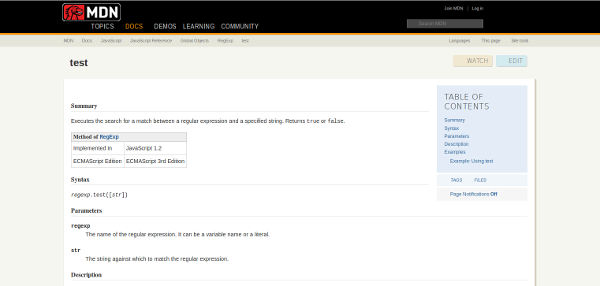 Join MDN Log in
MDN
TOPICS DOCS DEMOS LEARNING COMMUNITY
Search MDN
MDN Docs JavaScript JavaScript Reference Global Objects RegExp test Languages This page Site tools
test
WATCH EDIT
TABLE OF
CONTENTS
Summary
Syntax
Parameters
Description
Examples
Example: Using test
TAGS FILES
Page Notifications Off
Summary
Executes the search for a match between a regular expression and a specified string. Returns true or false.
Method of RegExp
Implemented in JavaScript 1.2
ECMAScript Edition ECMAScript 3rd Edition
Syntax
regexp.test([str])
Parameters
regexp
The name of the regular expression. It can be a variable name or a literal.
str
The string against which to match the regular expression.
Description